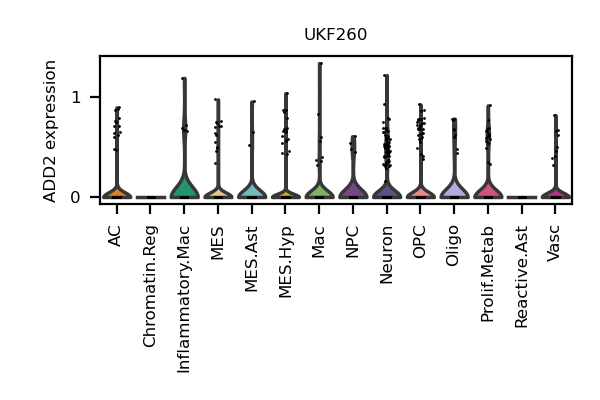 UKF260
ADD2 expression
1
0
AC
Chromatin.Reg
Inflammatory.Mac
MES
MES.Ast
MES.Hyp
Mac
NPC
Neuron
OPC
Oligo
Prolif.Metab
Reactive.Ast
Vasc